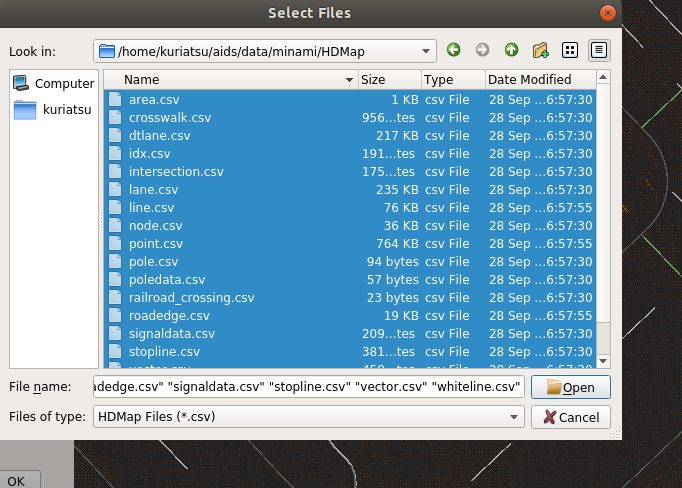 Select Files
Look in: /home/kuriatsu/aids/data/minami/HDMap
Computer
kuriatsu
Name Size Type Date Modified
area.csv 1 KB csv File 28 Sep ...6:57:30
crosswalk.csv 956...tes csv File 28 Sep ...6:57:30
dtlane.csv 217 KB csv File 28 Sep ...6:57:30
idx.csv 191...tes csv File 28 Sep ...6:57:30
intersection.csv 175...tes csv File 28 Sep ...6:57:30
lane.csv 235 KB csv File 28 Sep ...6:57:30
line.csv 76 KB csv File 28 Sep ...6:57:55
node.csv 36 KB csv File 28 Sep ...6:57:30
point.csv 764 KB csv File 28 Sep ...6:57:55
pole.csv 94 bytes csv File 28 Sep ...6:57:30
poledata.csv 57 bytes csv File 28 Sep ...6:57:30
railroad_crossing.csv 23 bytes csv File 28 Sep ...6:57:30
roadedge.csv 19 KB csv File 28 Sep ...6:57:55
signaldata.csv 209...tes csv File 28 Sep ...6:57:30
stopline.csv 381...tes csv File 28 Sep ...6:57:30
File name: adedge.csv" "signaldata.csv" "stopline.csv" "vector.csv" "whiteline.csv" Open
Files of type: HDMap Files (*.csv) Cancel
OK